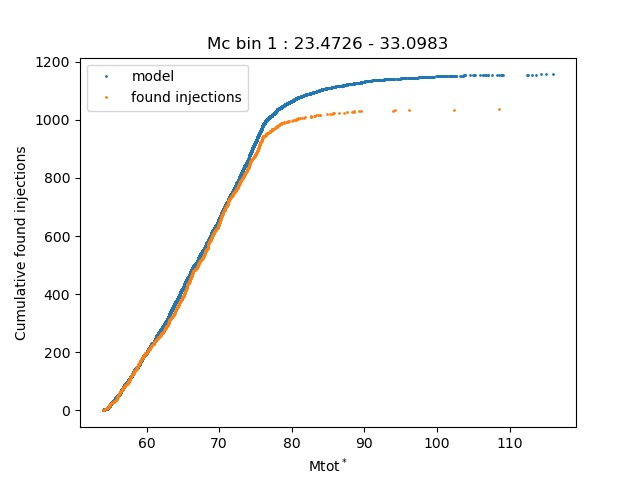 Mc bin 1 : 23.4726 - 33.0983
model
found injections
Cumulative found injections
1200
1000
800
600
400
200
0
60 70 80 90 100 110
Mtot*